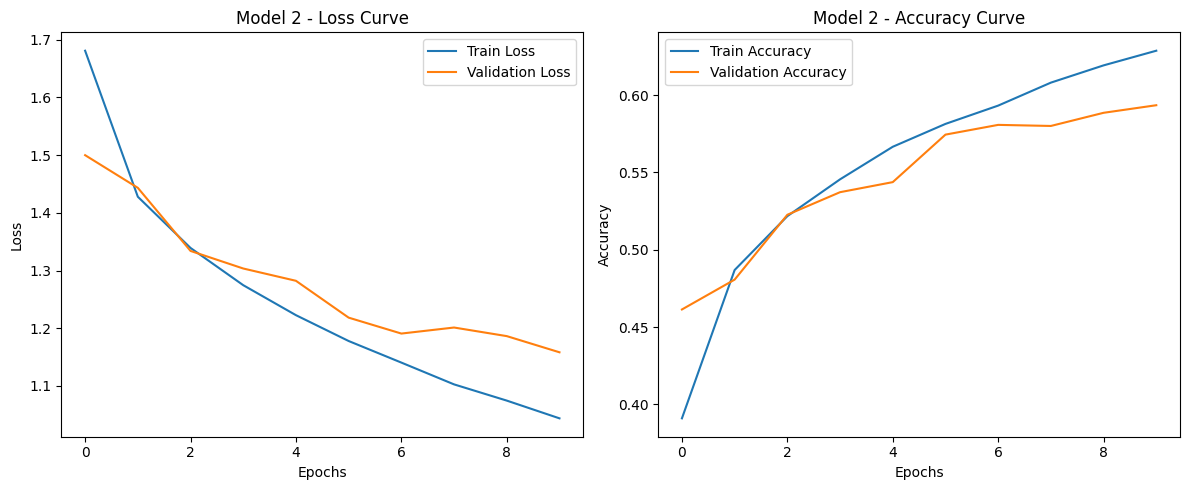 Model 2 - Loss Curve
1.7
1.6
1.5
1.4
1.3
1.2
1.1
Loss
Train Loss
Validation Loss
0
2
4
6
8
Epochs
Model 2 - Accuracy Curve
0.60
0.55
0.50
0.45
0.40
Accuracy
Train Accuracy
Validation Accuracy
0
2
4
6
8
Epochs